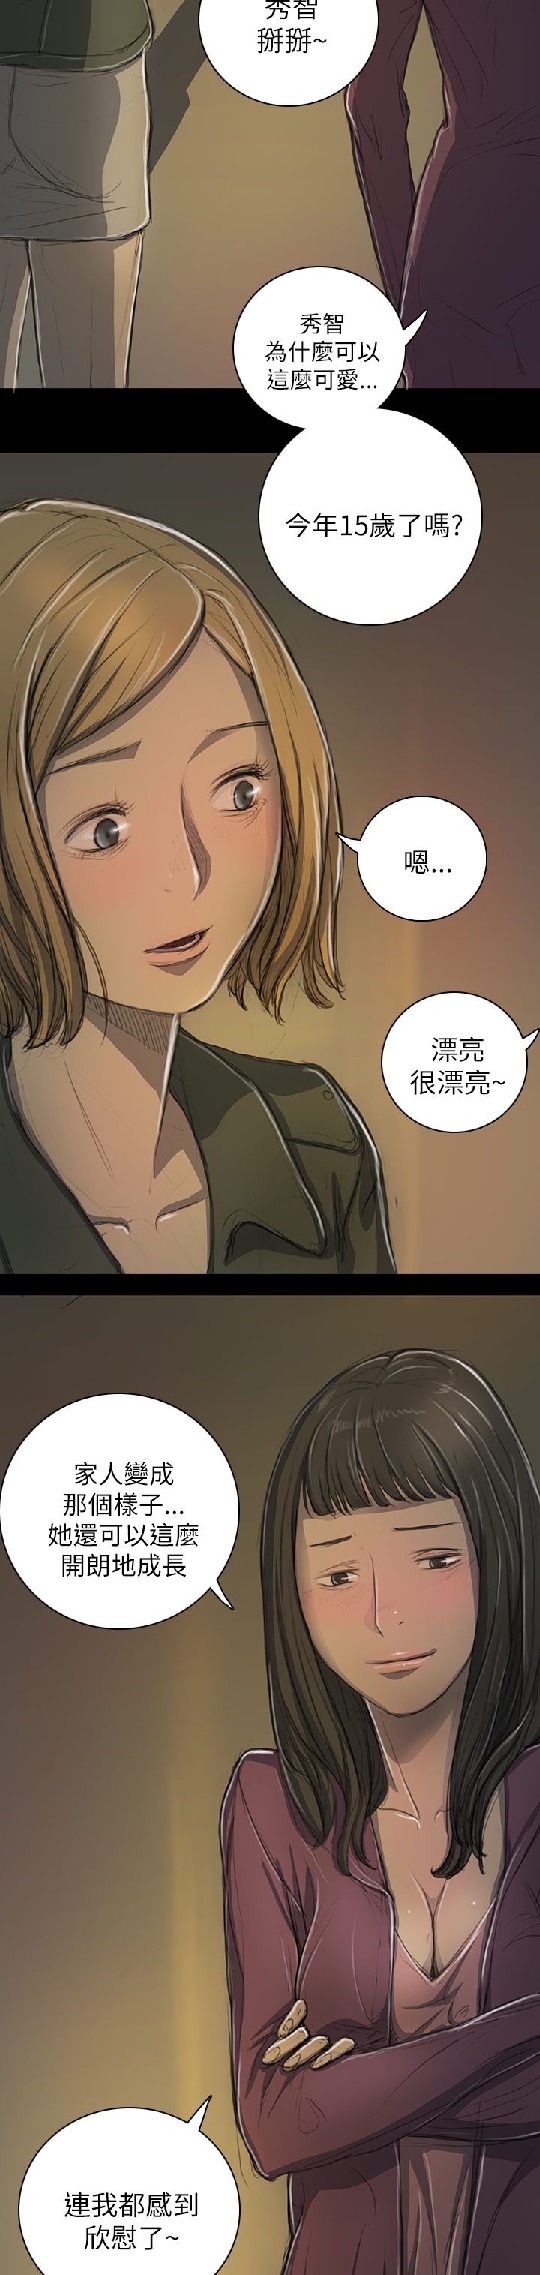 秀智
掰掰~
秀智
為什麼可以
這麼可愛...
今年15歲了嗎?
嗯...
漂亮
很漂亮~
家人變成
那個樣子...
她還可以這麼
開朗地成長
連我都感到
欣慰了~